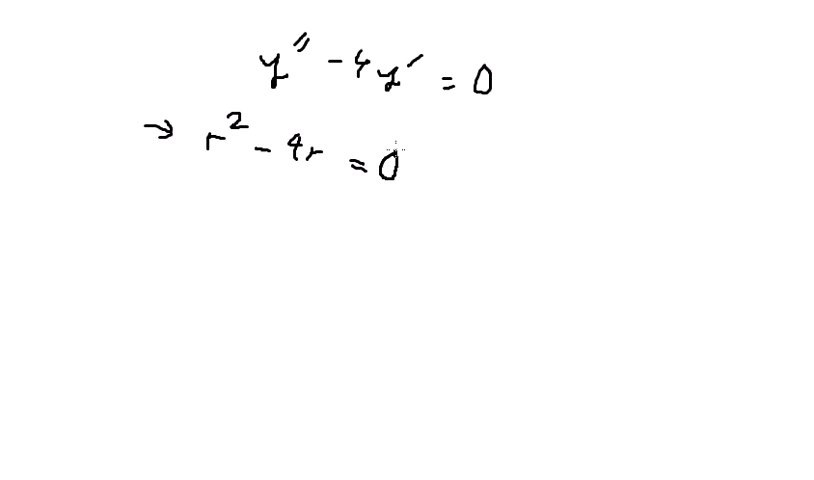 y'' - 4y' = 0
→ r² - 4r = 0